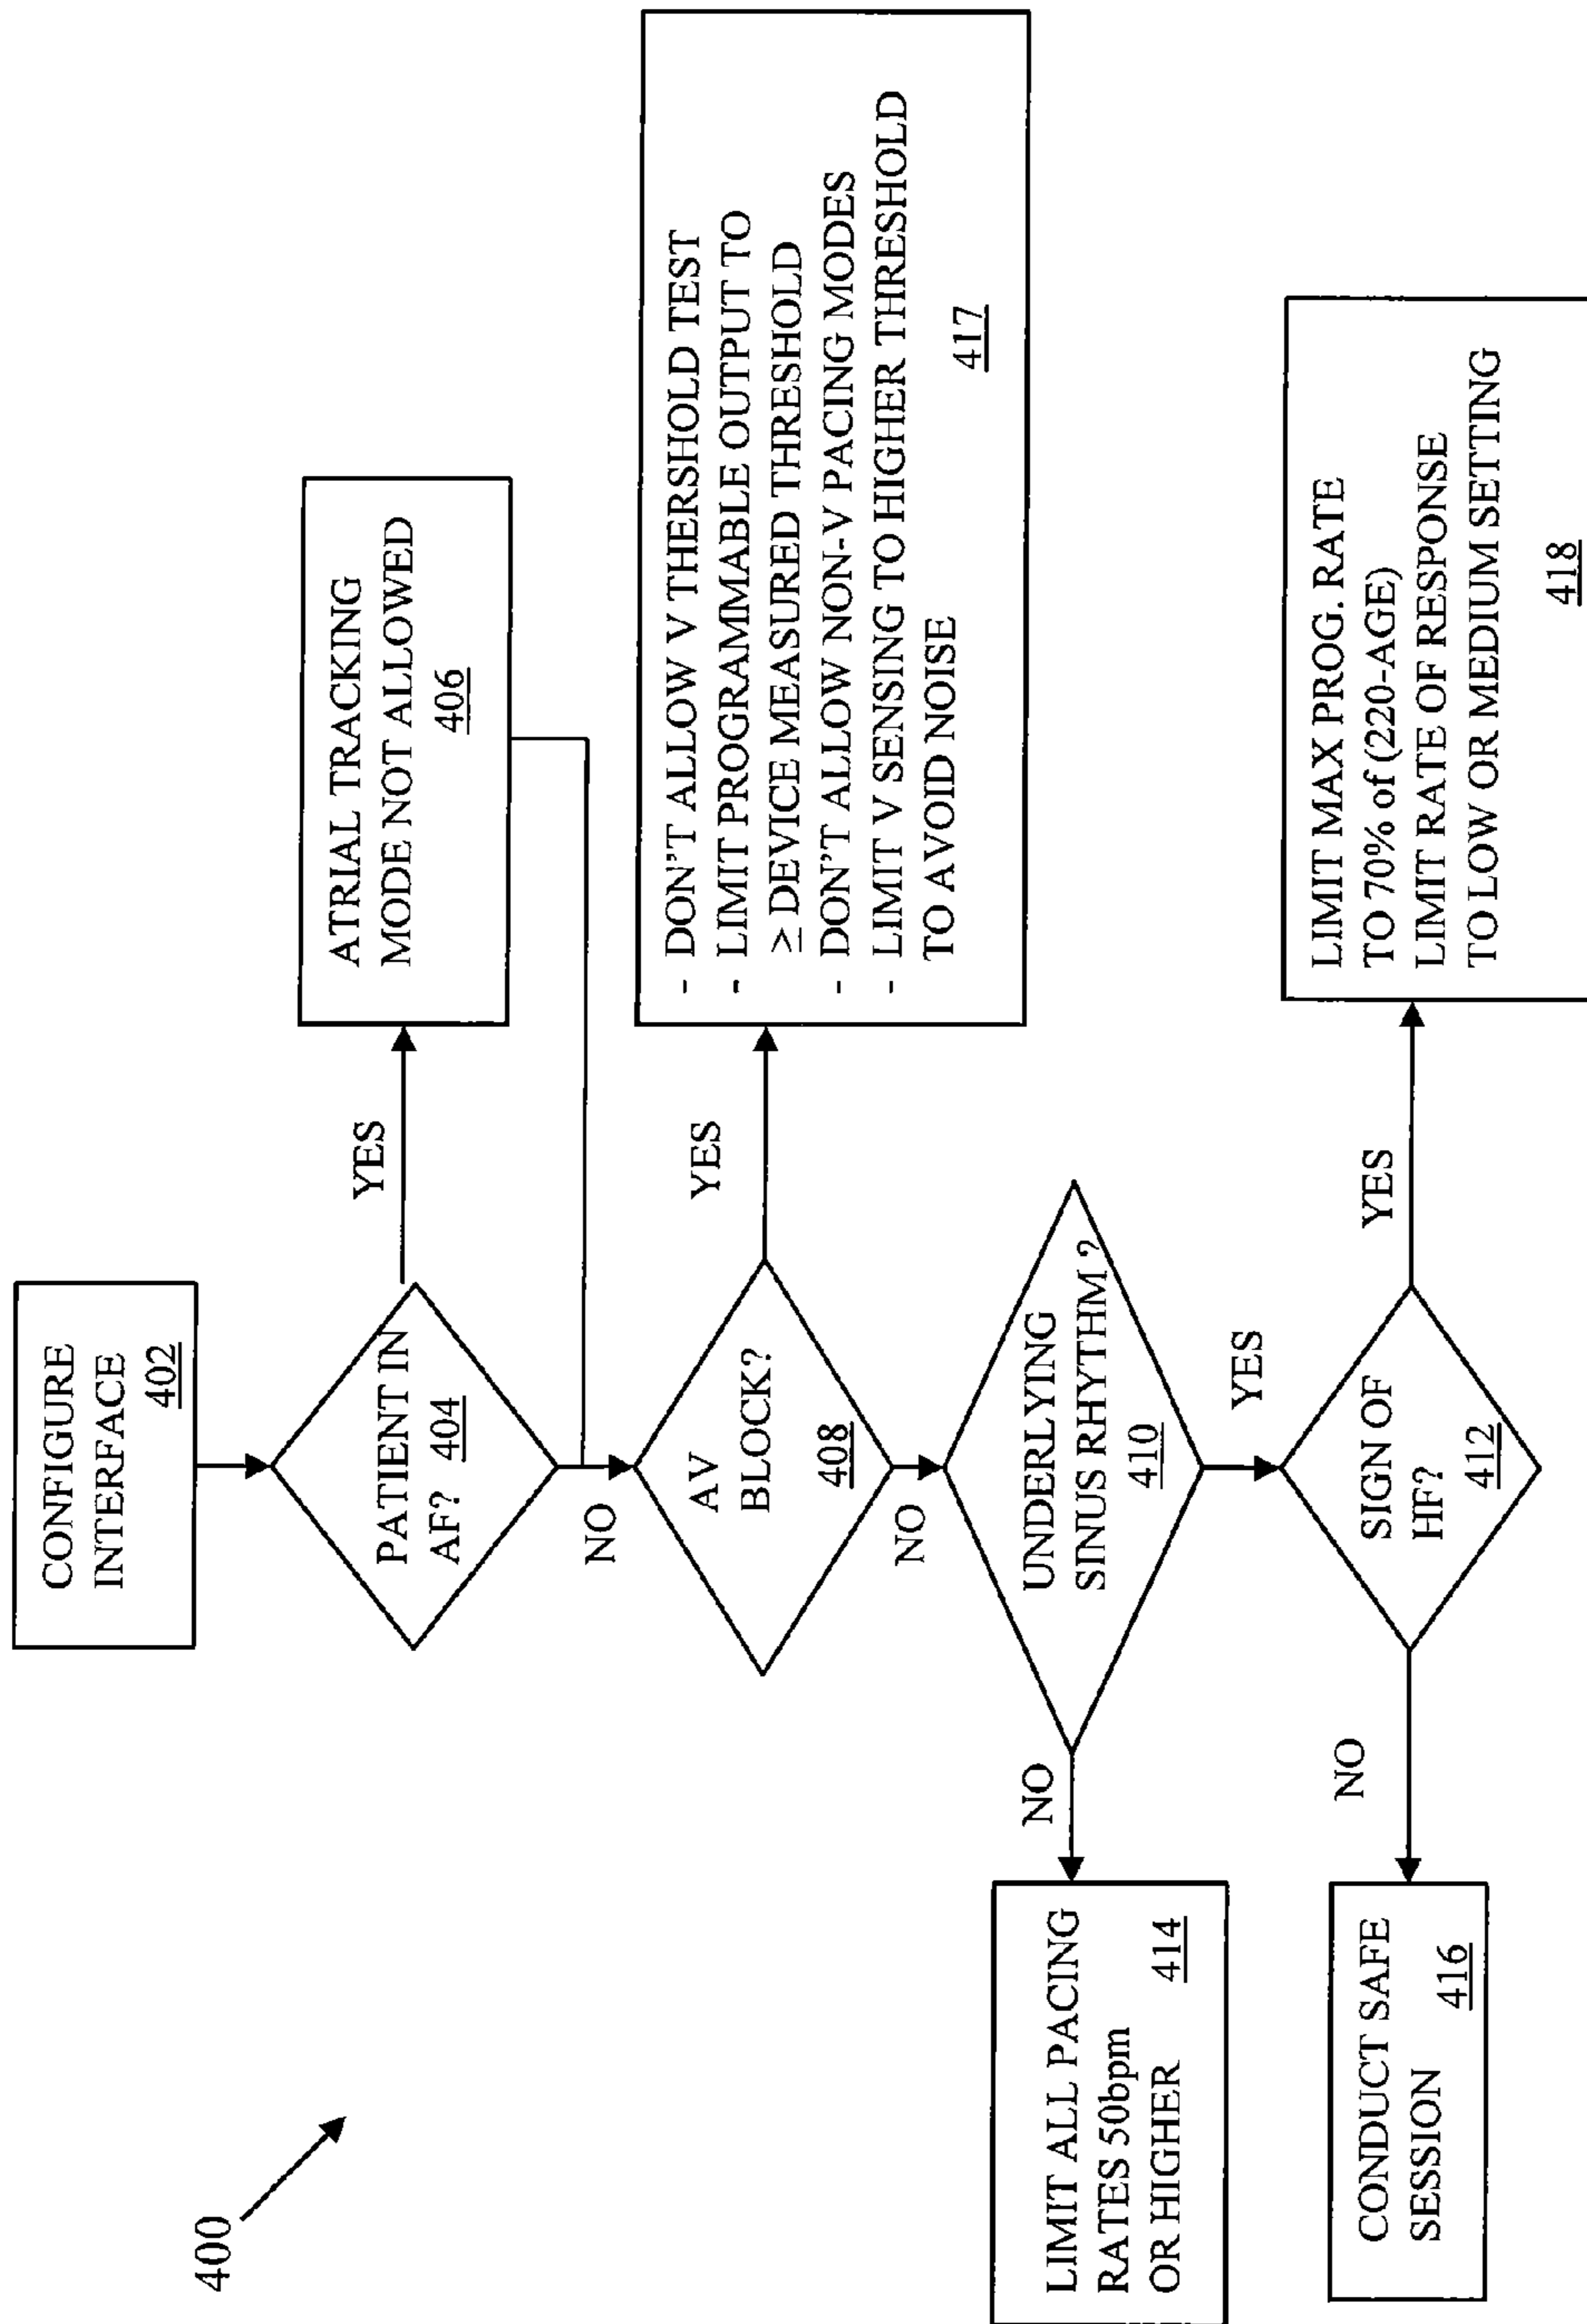 400
CONFIGURE
INTERFACE
402
PATIENT IN
AF? 404
YES
ATRIAL TRACKING
MODE NOT ALLOWED
406
NO
AV
BLOCK?
408
YES
- DON'T ALLOW V THERSHOLD TEST
- LIMIT PROGRAMMABLE OUTPUT TO
≥ DEVICE MEASURED THRESHOLD
- DON'T ALLOW NON-V PACING MODES
- LIMIT V SENSING TO HIGHER THRESHOLD
TO AVOID NOISE
417
NO
UNDERLYING
SINUS RHYTHM ?
410
NO
LIMIT ALL PACING
RATES 50bpm
OR HIGHER
414
YES
SIGN OF
HF?
412
NO
CONDUCT SAFE
SESSION
416
YES
LIMIT MAX PROG. RATE
TO 70% of (220-AGE)
LIMIT RATE OF RESPONSE
TO LOW OR MEDIUM SETTING
418